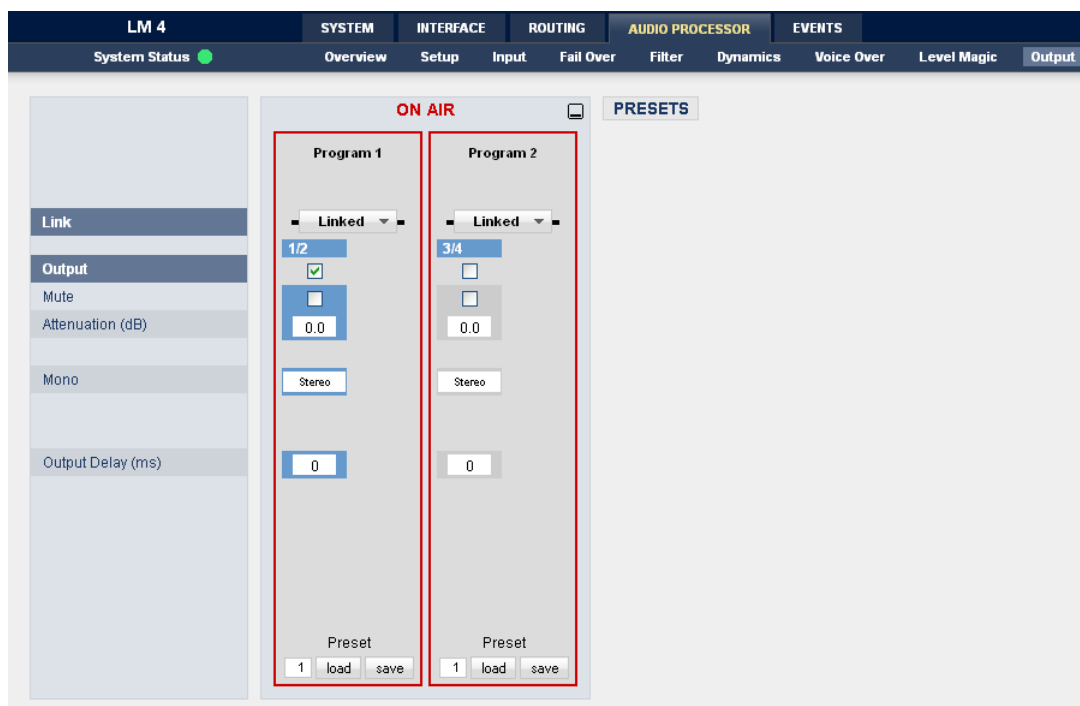 LM 4 SYSTEM INTERFACE ROUTING AUDIO PROCESSOR EVENTS
System Status Overview Setup Input Fail Over Filter Dynamics Voice Over Level Magic Output
ON AIR PRESETS
Program 1 Program 2
Link Linked Linked
1/2 3/4
Output
Mute
Attenuation (dB) 0.0 0.0
Mono Stereo Stereo
Output Delay (ms) 0 0
Preset Preset
1 load save 1 load save